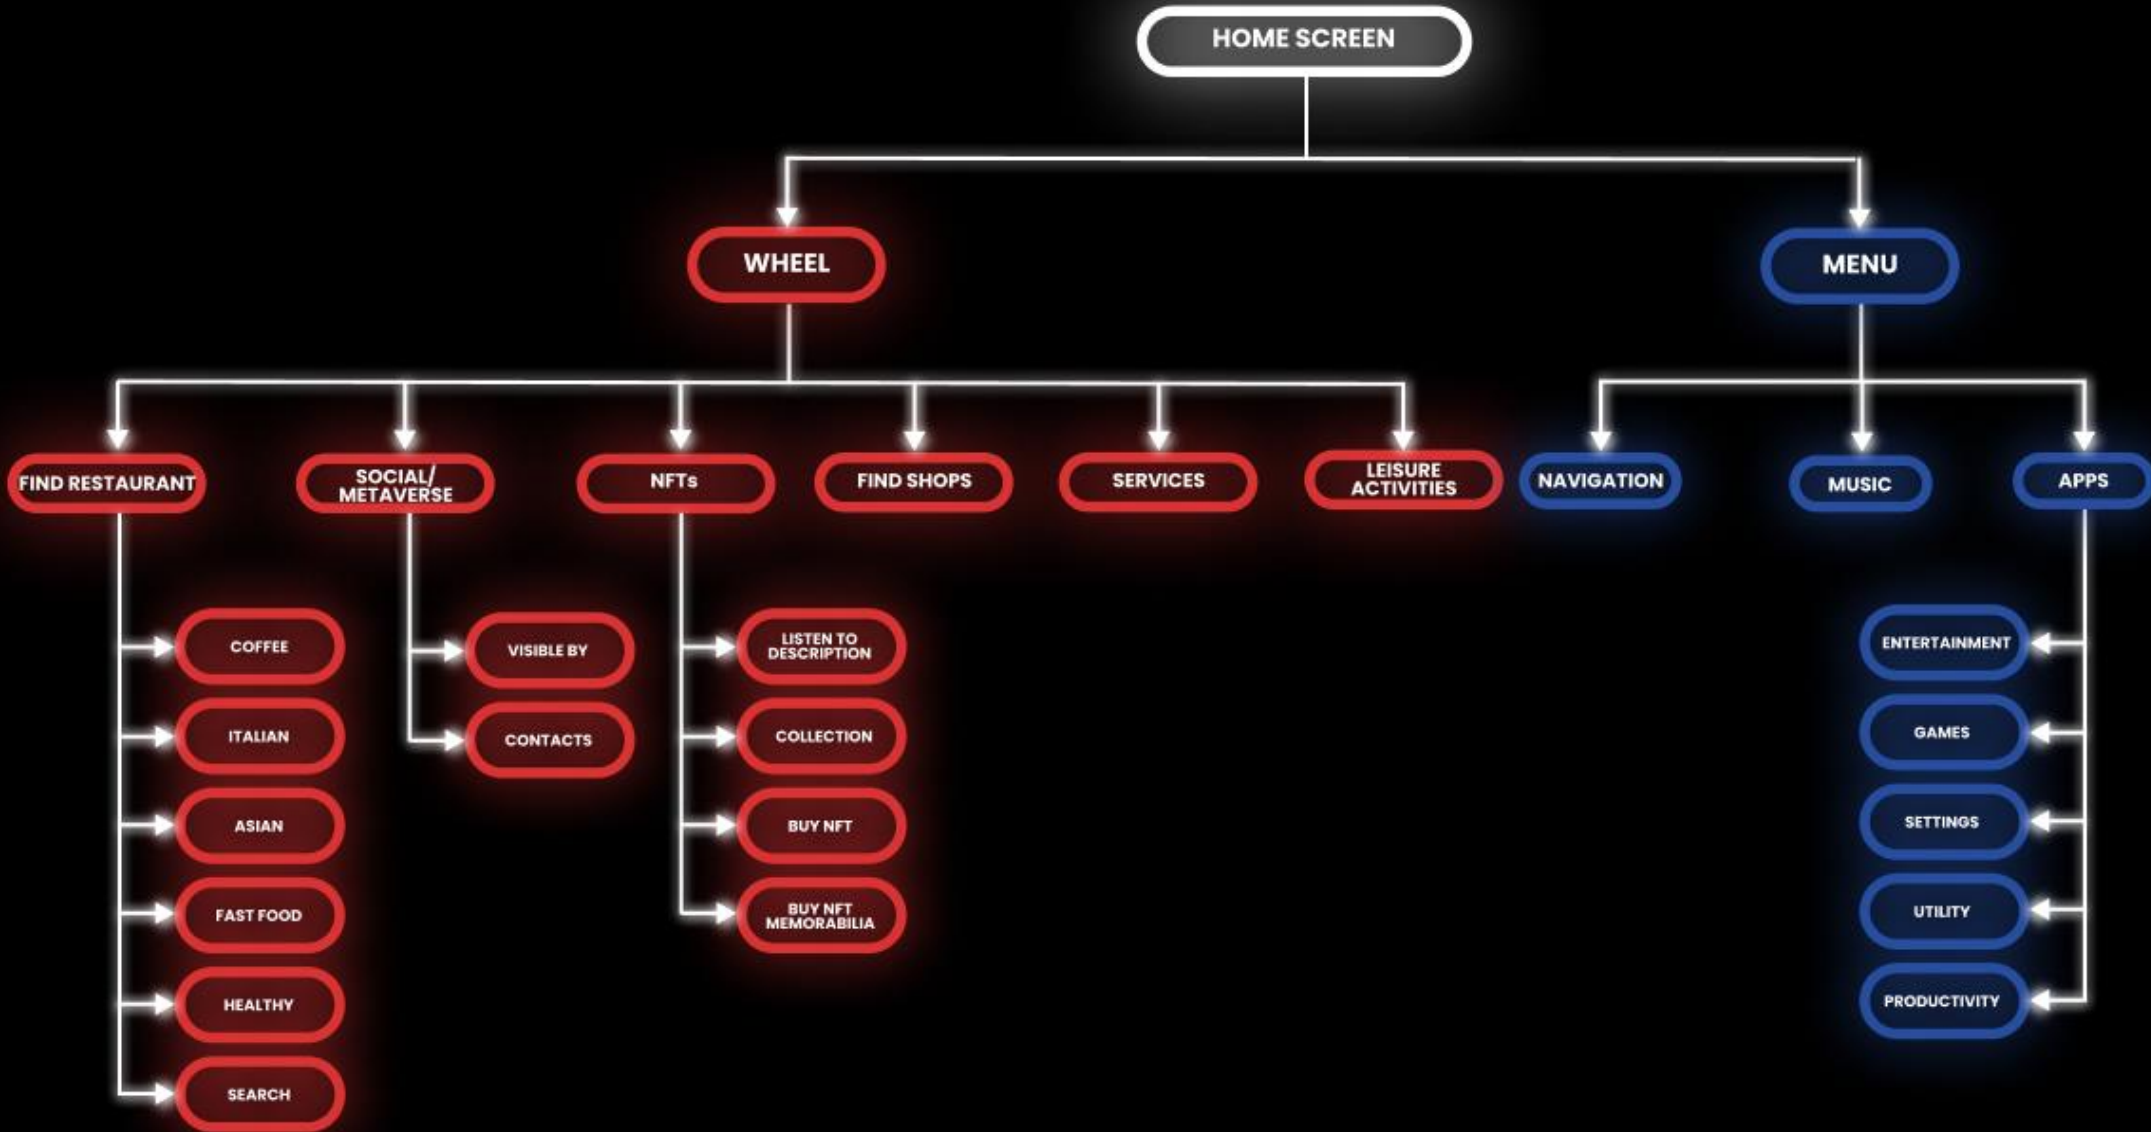 HOME SCREEN
WHEEL
MENU
FIND RESTAURANT
SOCIAL/
METAVERSE
NFTs
FIND SHOPS
SERVICES
LEISURE
ACTIVITIES
NAVIGATION
MUSIC
APPS
COFFEE
ITALIAN
ASIAN
FAST FOOD
HEALTHY
SEARCH
VISIBLE BY
CONTACTS
LISTEN TO
DESCRIPTION
COLLECTION
BUY NFT
BUY NFT
MEMORABILIA
ENTERTAINMENT
GAMES
SETTINGS
UTILITY
PRODUCTIVITY